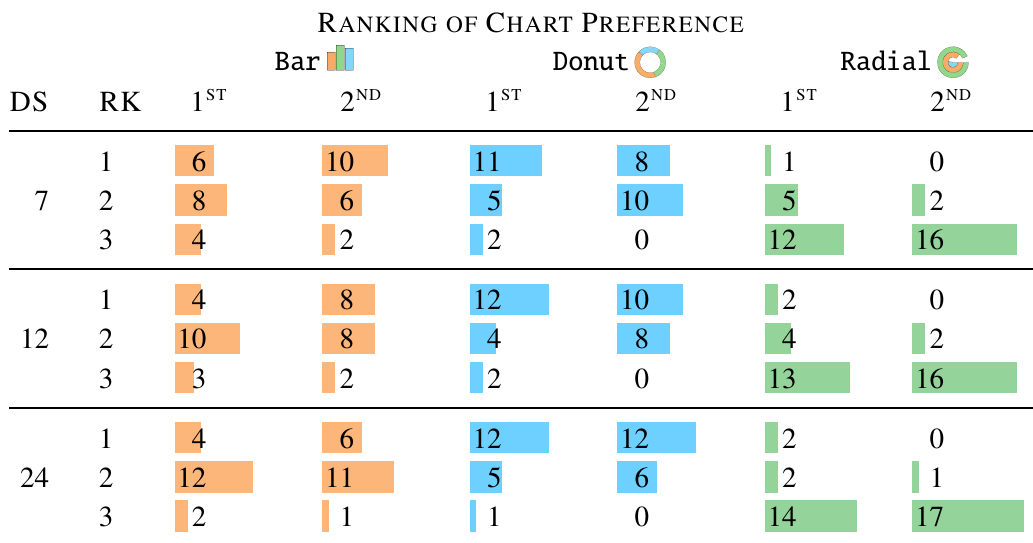 RANKING OF CHART PREFERENCE
Bar Donut Radial
DS RK 1ST 2ND 1ST 2ND 1ST 2ND
1 6 10 11 8 1 0
7 2 8 6 5 10 5 2
3 4 2 2 0 12 16
1 4 8 12 10 2 0
12 2 10 8 4 8 4 2
3 3 2 2 0 13 16
1 4 6 12 12 2 0
24 2 12 11 5 6 2 1
3 2 1 1 0 14 17